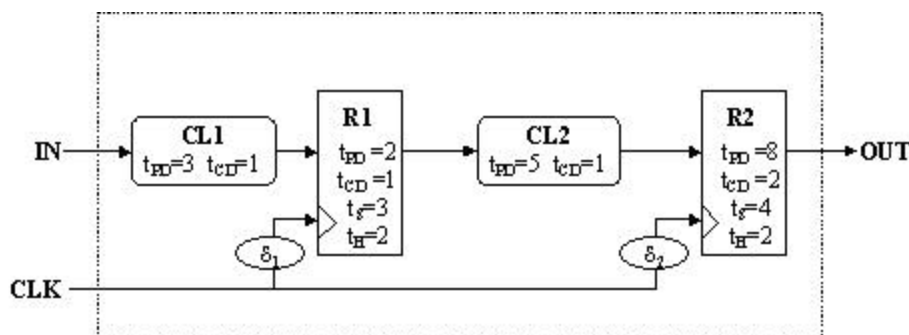 IN
CL1
tPD=3 tCD=1
R1
tPD=2
tCD=1
tS=3
tH=2
CL2
tPD=5 tCD=1
R2
tPD=8
tCD=2
tS=4
tH=2
OUT
δ1
δ2
CLK